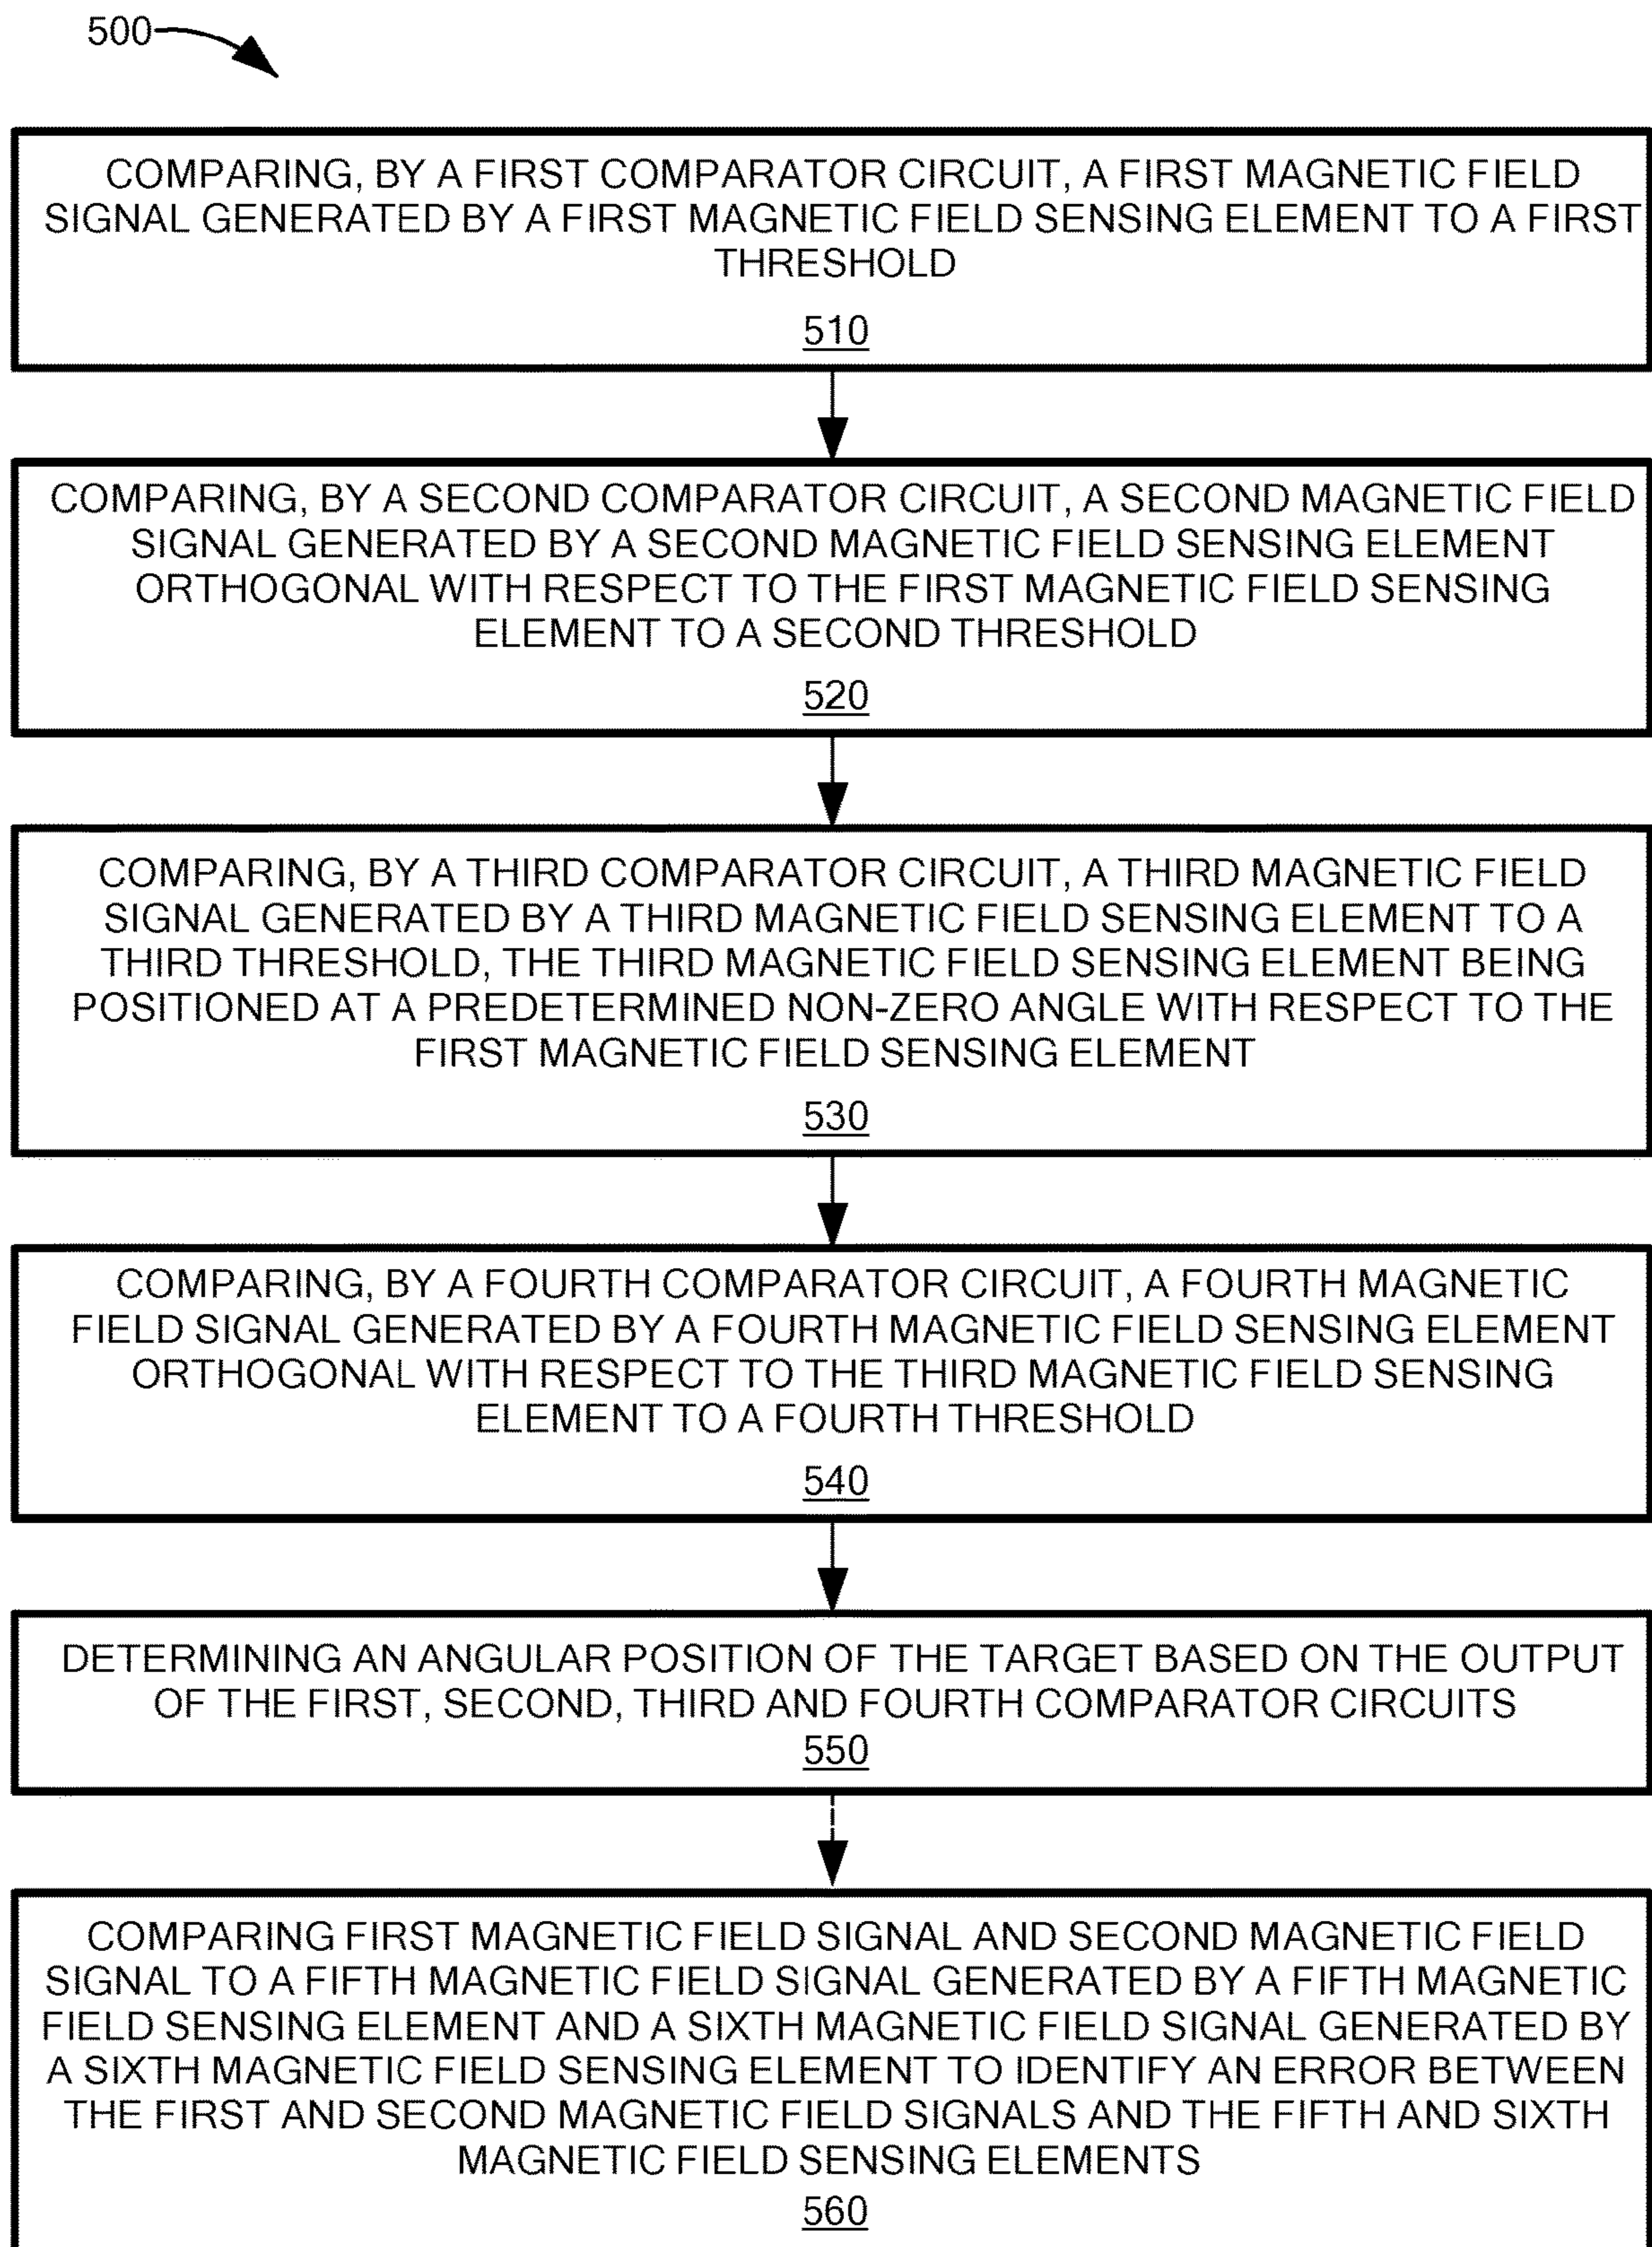 500
COMPARING, BY A FIRST COMPARATOR CIRCUIT, A FIRST MAGNETIC FIELD
SIGNAL GENERATED BY A FIRST MAGNETIC FIELD SENSING ELEMENT TO A FIRST
THRESHOLD
510
COMPARING, BY A SECOND COMPARATOR CIRCUIT, A SECOND MAGNETIC FIELD
SIGNAL GENERATED BY A SECOND MAGNETIC FIELD SENSING ELEMENT
ORTHOGONAL WITH RESPECT TO THE FIRST MAGNETIC FIELD SENSING
ELEMENT TO A SECOND THRESHOLD
520
COMPARING, BY A THIRD COMPARATOR CIRCUIT, A THIRD MAGNETIC FIELD
SIGNAL GENERATED BY A THIRD MAGNETIC FIELD SENSING ELEMENT TO A
THIRD THRESHOLD, THE THIRD MAGNETIC FIELD SENSING ELEMENT BEING
POSITIONED AT A PREDETERMINED NON-ZERO ANGLE WITH RESPECT TO THE
FIRST MAGNETIC FIELD SENSING ELEMENT
530
COMPARING, BY A FOURTH COMPARATOR CIRCUIT, A FOURTH MAGNETIC
FIELD SIGNAL GENERATED BY A FOURTH MAGNETIC FIELD SENSING ELEMENT
ORTHOGONAL WITH RESPECT TO THE THIRD MAGNETIC FIELD SENSING
ELEMENT TO A FOURTH THRESHOLD
540
DETERMINING AN ANGULAR POSITION OF THE TARGET BASED ON THE OUTPUT
OF THE FIRST, SECOND, THIRD AND FOURTH COMPARATOR CIRCUITS
550
COMPARING FIRST MAGNETIC FIELD SIGNAL AND SECOND MAGNETIC FIELD
SIGNAL TO A FIFTH MAGNETIC FIELD SIGNAL GENERATED BY A FIFTH MAGNETIC
FIELD SENSING ELEMENT AND A SIXTH MAGNETIC FIELD SIGNAL GENERATED BY
A SIXTH MAGNETIC FIELD SENSING ELEMENT TO IDENTIFY AN ERROR BETWEEN
THE FIRST AND SECOND MAGNETIC FIELD SIGNALS AND THE FIFTH AND SIXTH
MAGNETIC FIELD SENSING ELEMENTS
560